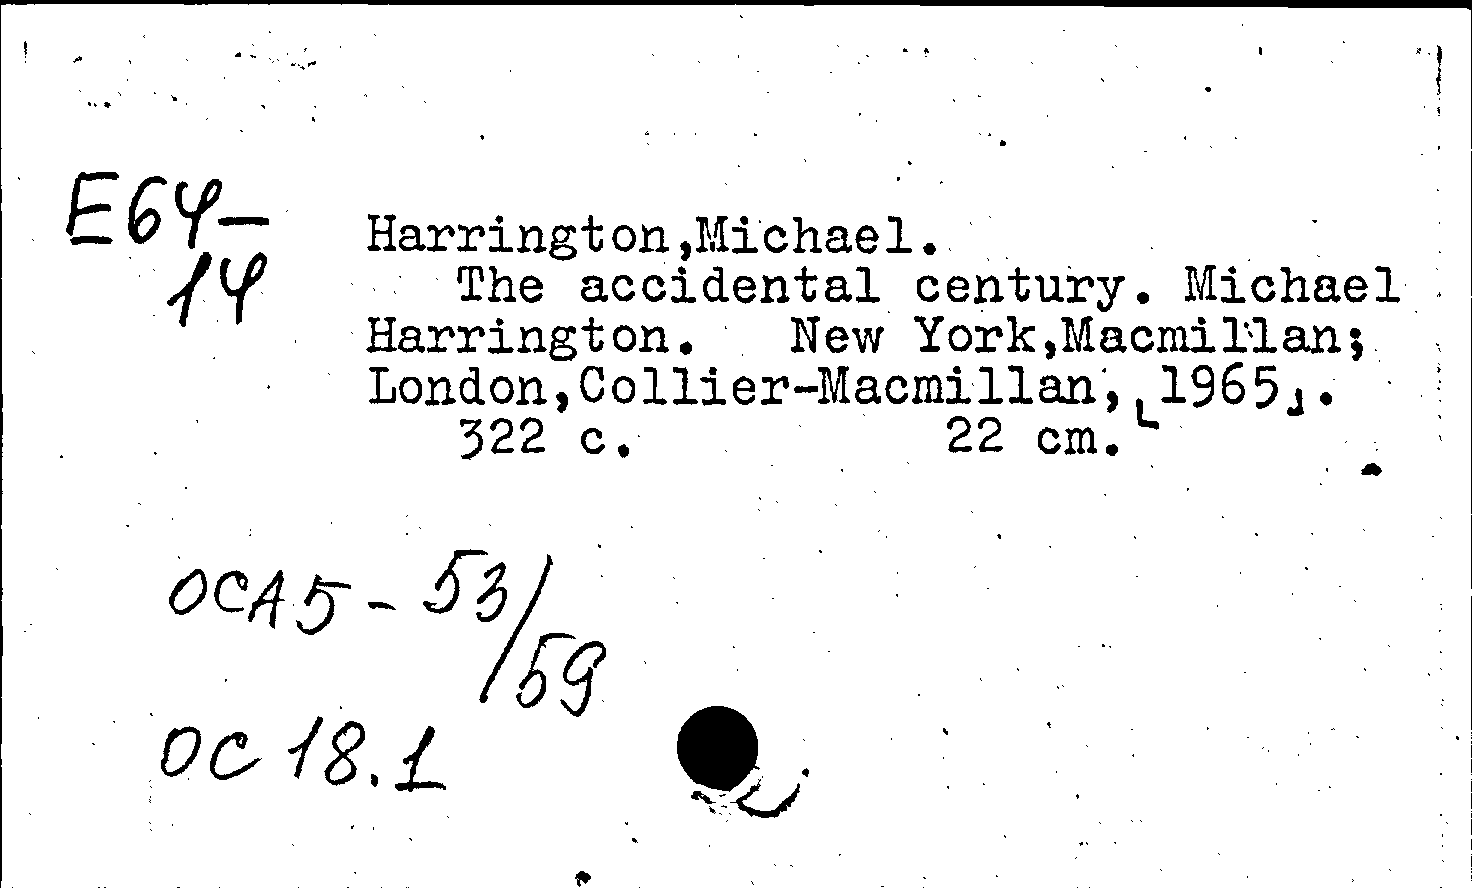 E64-
14
Harrington,Michael.
The accidental century. Michael
Harrington. New York,Macmillan;
London,Collier-Macmillan, [1965].
322 c. 22 cm.
OCA5-53/
59
OC 18.1